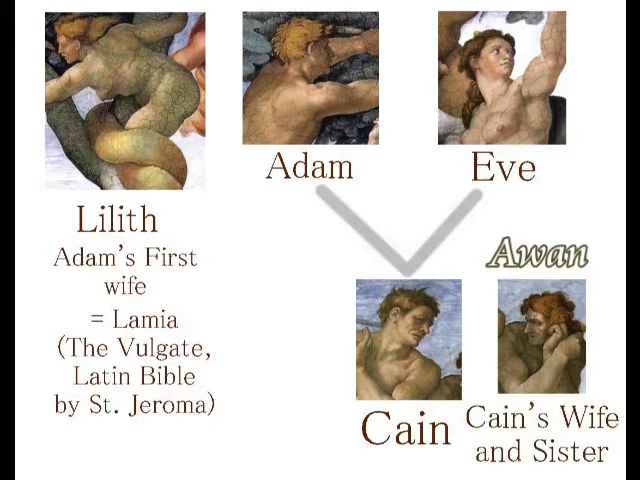 Adam
Eve
Lilith
Adam's First
wife
= Lamia
(The Vulgate,
Latin Bible
by St. Jeroma)
Awan
Cain
Cain's Wife
and Sister